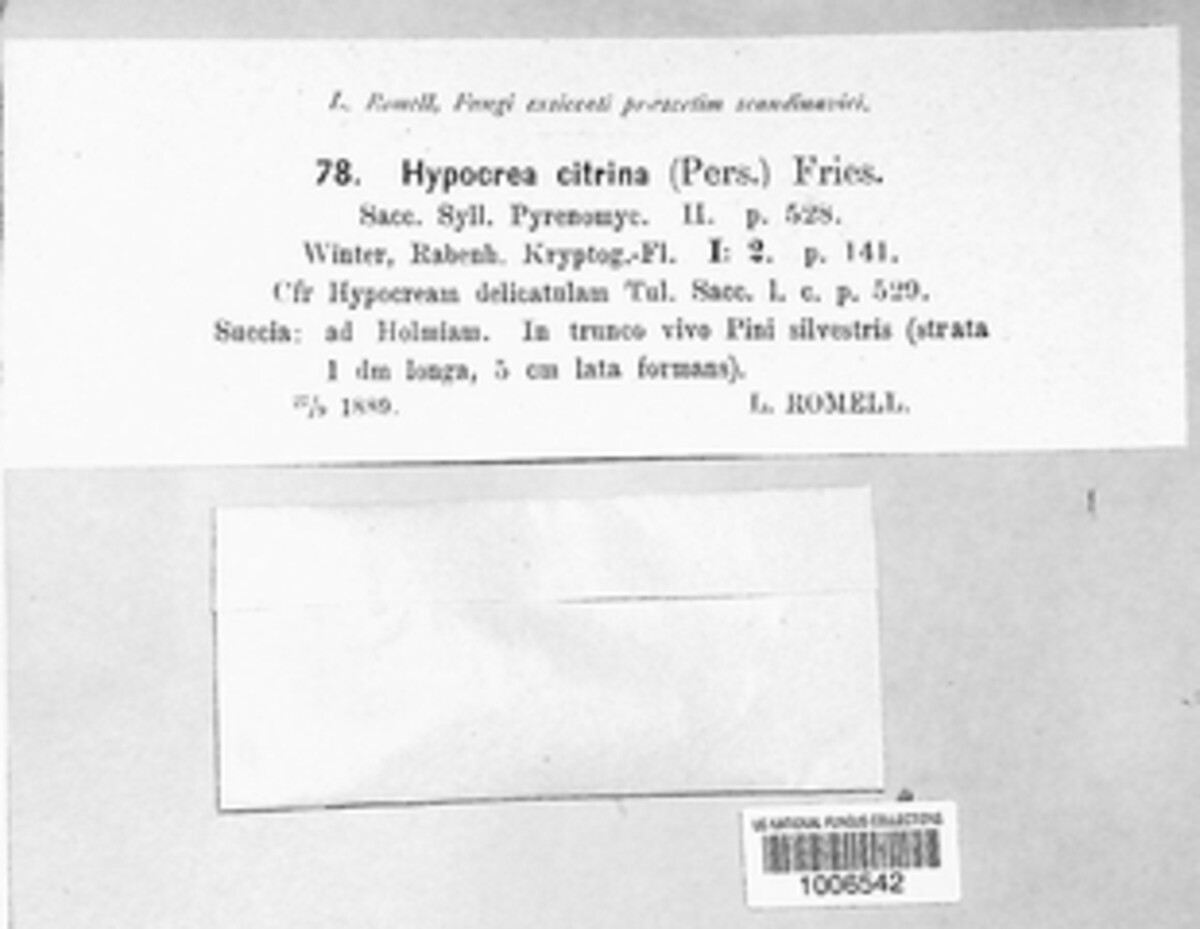 L. Romell, Fungi exsiccati præsertim scandinavici.
78. Hypocrea citrina (Pers.) Fries.
Sacc. Syll. Pyrenomyc. II. p. 528.
Winter, Rabenh. Kryptog.-Fl. I: 2. p. 141.
Cfr Hypocream delicatulam Tul. Sacc. l. c. p. 529.
Suecia: ad Holmiam. In trunco vivo Pini silvestris (strata
1 dm longa, 5 cm lata formans).
1889. L. ROMELL.
US NATIONAL FUNGUS COLLECTIONS
1006542